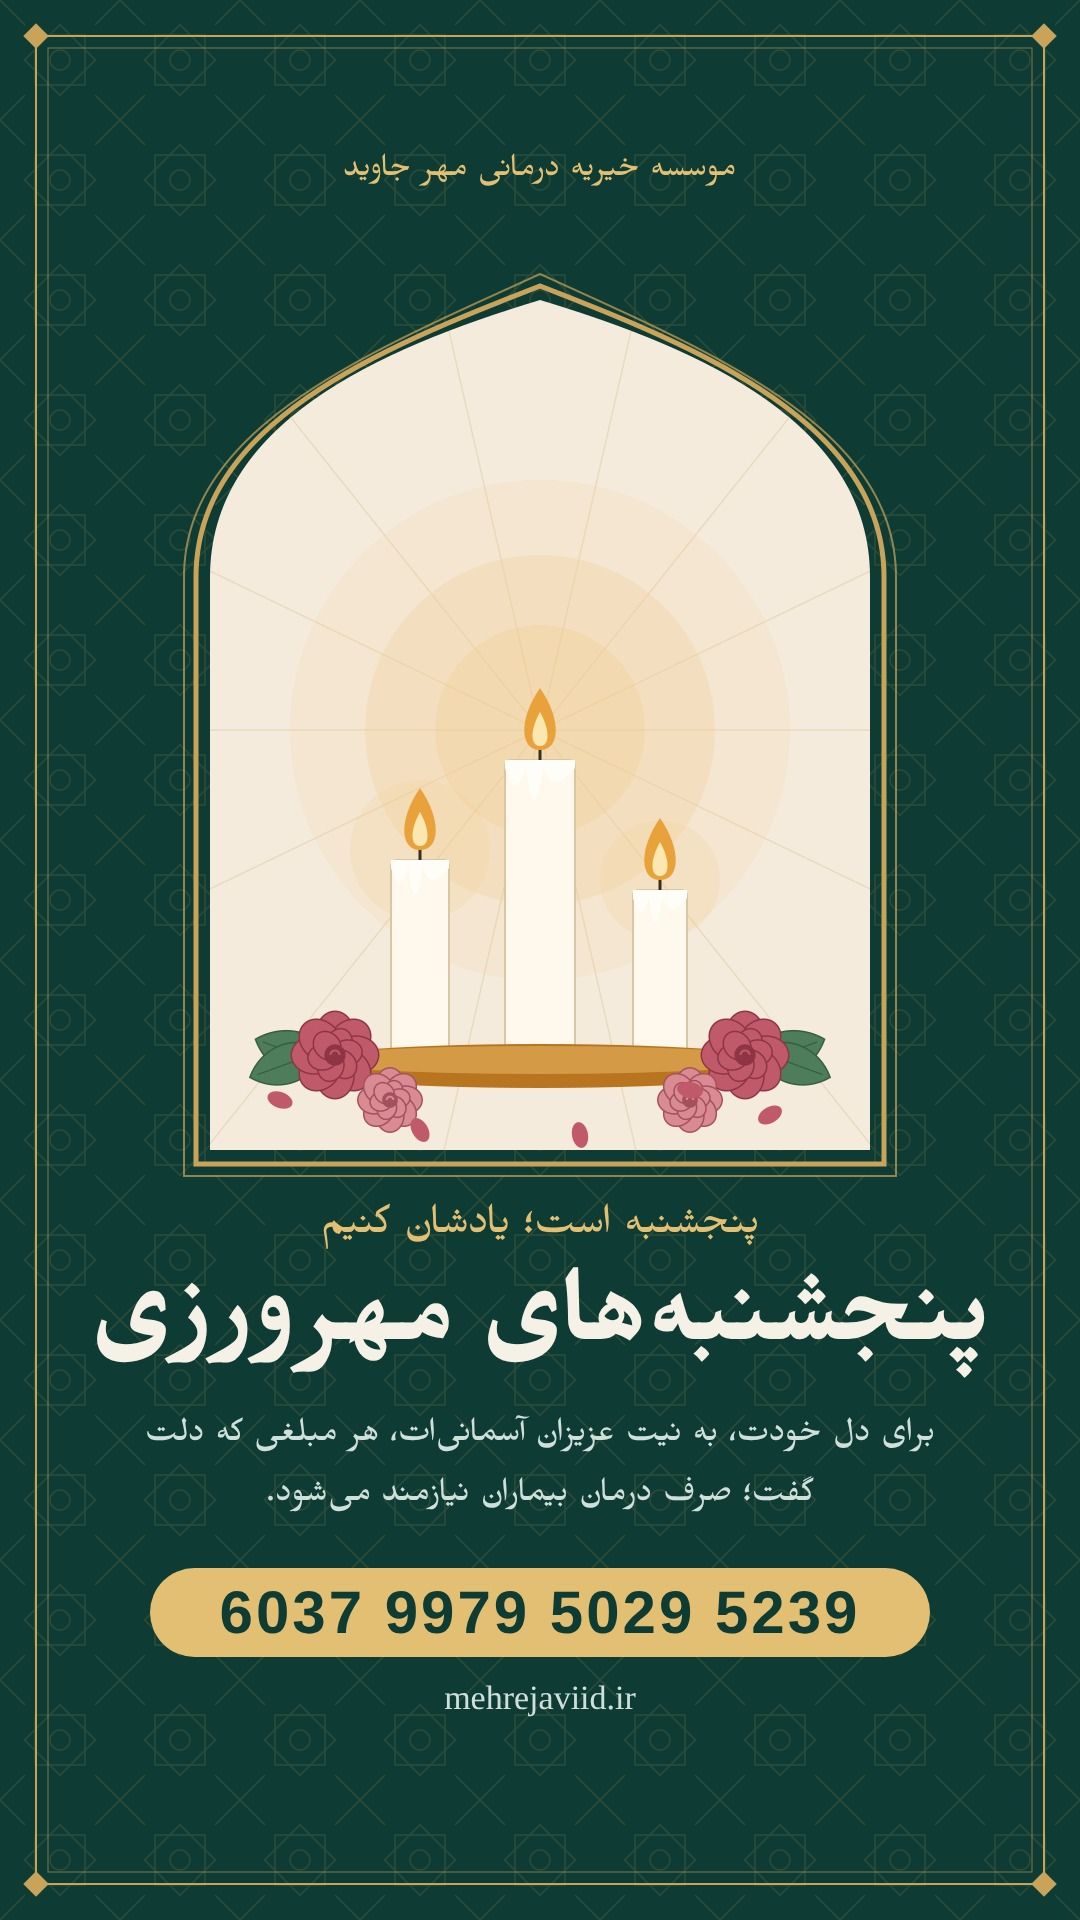 موسسه خیریه درمانی مهر جاوید
پنجشنبه است؛ یادشان کنیم
پنجشنبه‌های مهرورزی
برای دل خودت، به نیت عزیزان آسمانی‌ات، هر مبلغی که دلت
گفت؛ صرف درمان بیماران نیازمند می‌شود.
6037 9979 5029 5239
mehrejaviid.ir